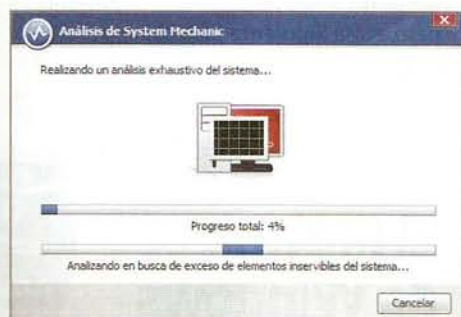 Análisis de System Mechanic
Realizando un análisis exhaustivo del sistema...
Progreso total: 4%
Analizando en busca de exceso de elementos inservibles del sistema...
Cancelar